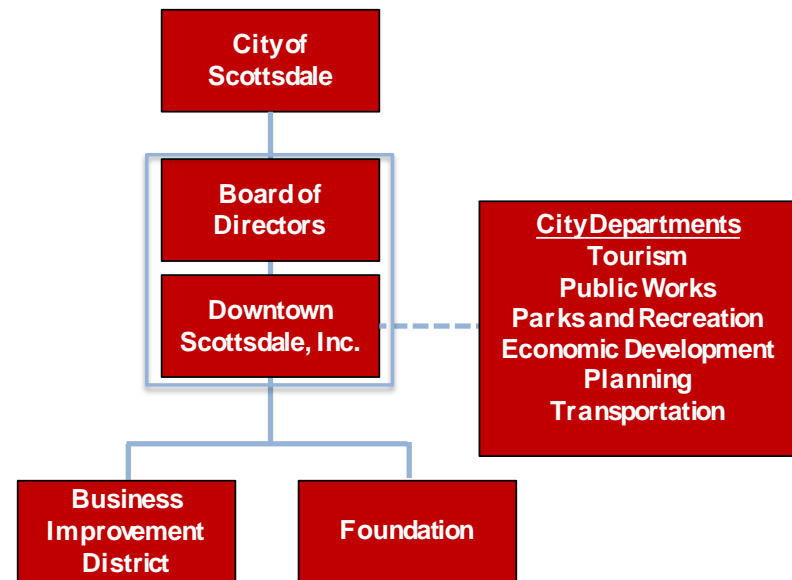 City of
Scottsdale
Board of
Directors
Downtown
Scottsdale, Inc.
City Departments
Tourism
Public Works
Parks and Recreation
Economic Development
Planning
Transportation
Business
Improvement
District
Foundation